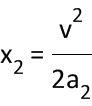 x₂ = v² / 2a₂